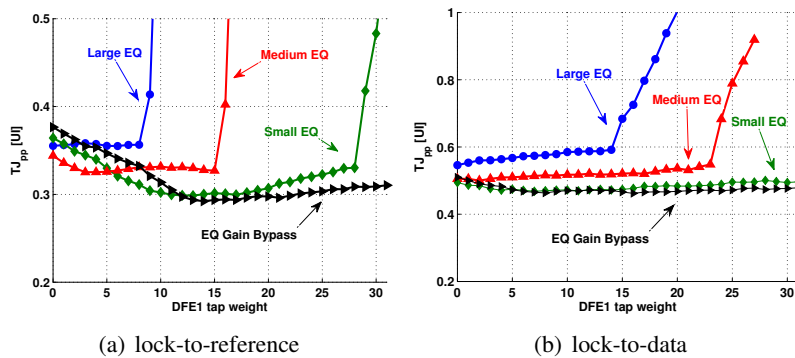 0.5
0.4
0.3
0.2
TJpp [UI]
Large EQ
Medium EQ
Small EQ
EQ Gain Bypass
0 5 10 15 20 25 30
DFE1 tap weight
(a) lock-to-reference
1
0.8
0.6
0.4
0.2
TJpp [UI]
Large EQ
Medium EQ
Small EQ
EQ Gain Bypass
0 5 10 15 20 25 30
DFE1 tap weight
(b) lock-to-data